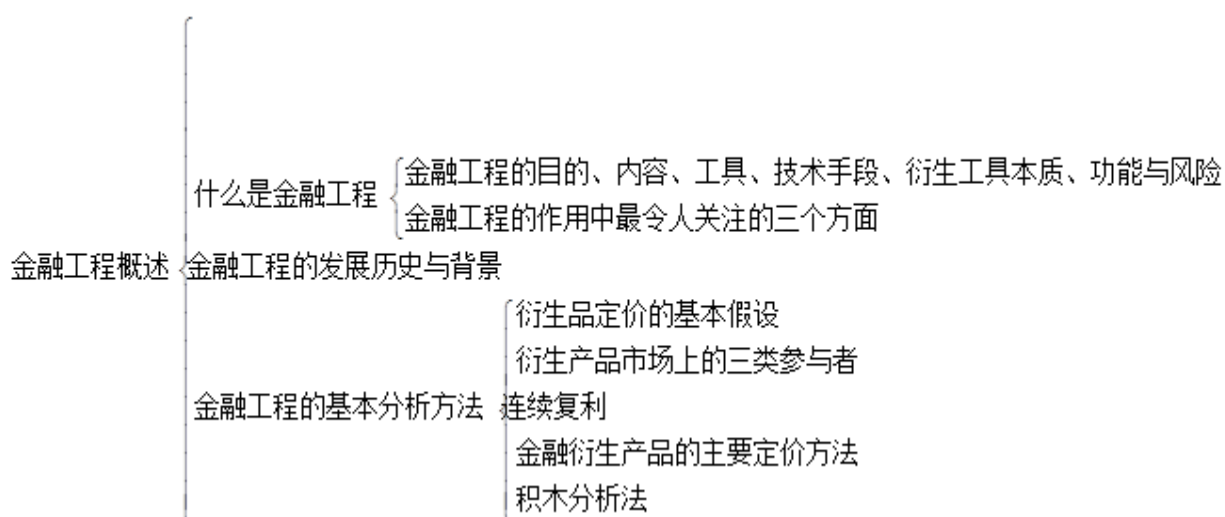 什么是金融工程
金融工程的目的、内容、工具、技术手段、衍生工具本质、功能与风险
金融工程的作用中最令人关注的三个方面
金融工程概述
金融工程的发展历史与背景
衍生品定价的基本假设
衍生产品市场上的三类参与者
金融工程的基本分析方法
连续复利
金融衍生产品的主要定价方法
积木分析法